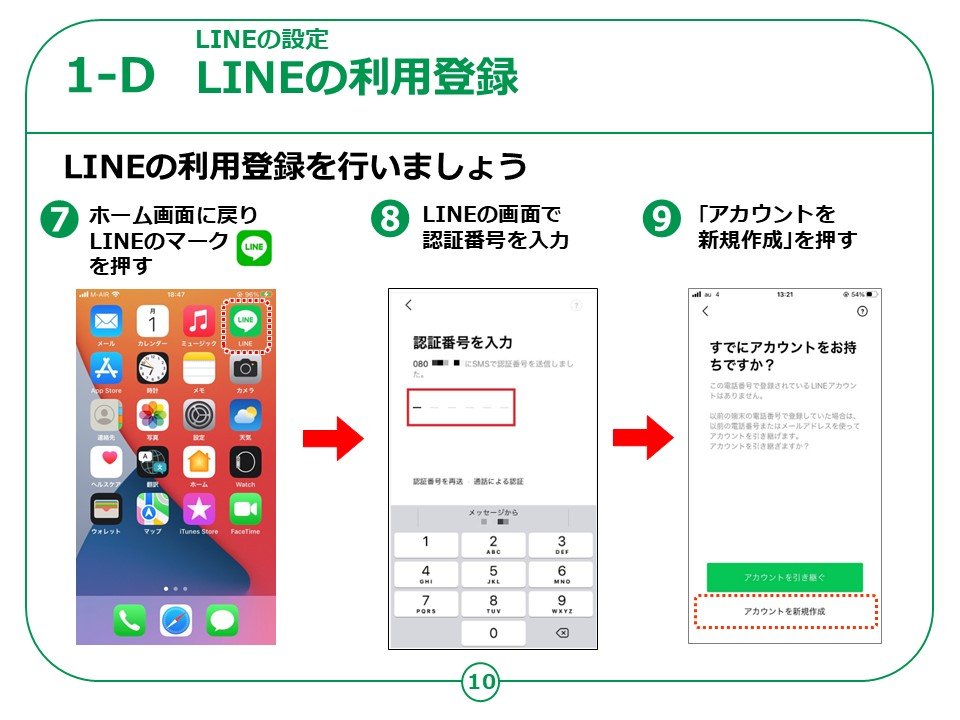 LINEの設定
1-D LINEの利用登録
LINEの利用登録を行いましょう
7 ホーム画面に戻り
LINEのマーク LINE
を押す
8 LINEの画面で
認証番号を入力
9 「アカウントを
新規作成」を押す
M-AIR 18:47 96%
月
1
LINE
メール カレンダー ミュージック LINE
App Store 時計 メモ カメラ
連絡先 写真 設定 天気
A
ヘルスケア 翻訳 ホーム Watch
ウォレット マップ iTunes Store FaceTime
?
認証番号を入力
080 にSMSで認証番号を送信しまし
た。
認証番号を再送 通話による認証
メッセージから
1 2 3
ABC DEF
4 5 6
GHI JKL MNO
7 8 9
PQRS TUV WXYZ
0
au 4 13:21 54%
?
すでにアカウントをお持
ちですか？
この電話番号で登録されているLINEアカウン
トはありません。
以前の端末の電話番号で登録していた場合は、
以前の電話番号またはメールアドレスを使って
アカウントを引き継げます。
アカウントを引き継ぎますか？
アカウントを引き継ぐ
アカウントを新規作成
10